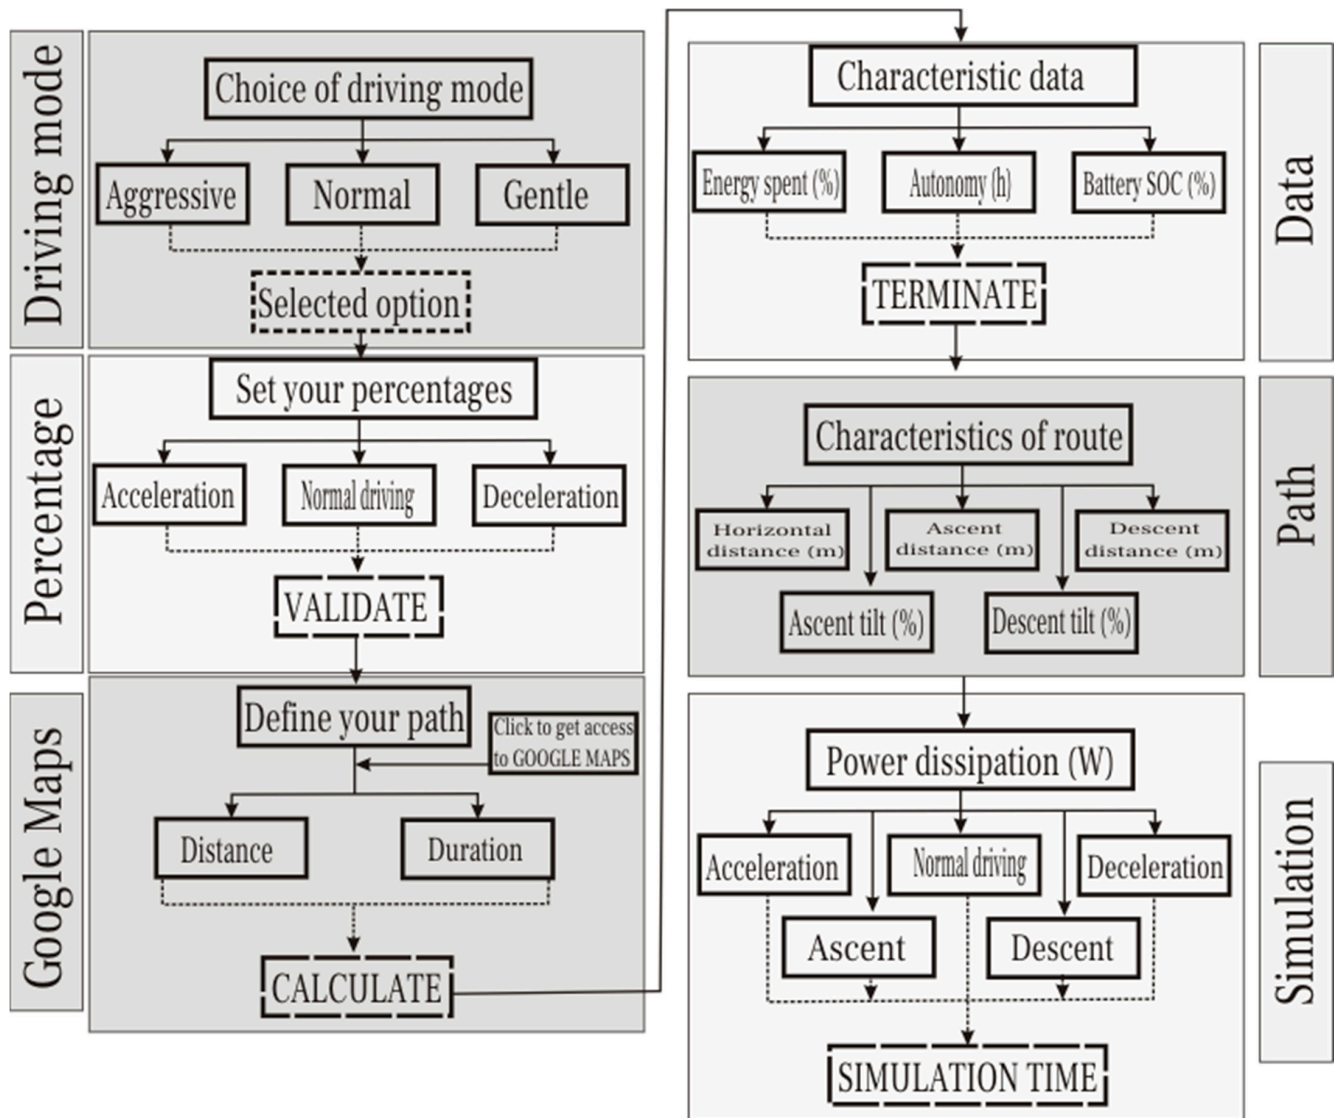 Driving mode
Choice of driving mode
Aggressive
Normal
Gentle
Selected option
Percentage
Set your percentages
Acceleration
Normal driving
Deceleration
VALIDATE
Google Maps
Define your path
Click to get access
to GOOGLE MAPS
Distance
Duration
CALCULATE
Data
Characteristic data
Energy spent (%)
Autonomy (h)
Battery SOC (%)
TERMINATE
Path
Characteristics of route
Horizontal
distance (m)
Ascent
distance (m)
Descent
distance (m)
Ascent tilt (%)
Descent tilt (%)
Simulation
Power dissipation (W)
Acceleration
Normal driving
Deceleration
Ascent
Descent
SIMULATION TIME